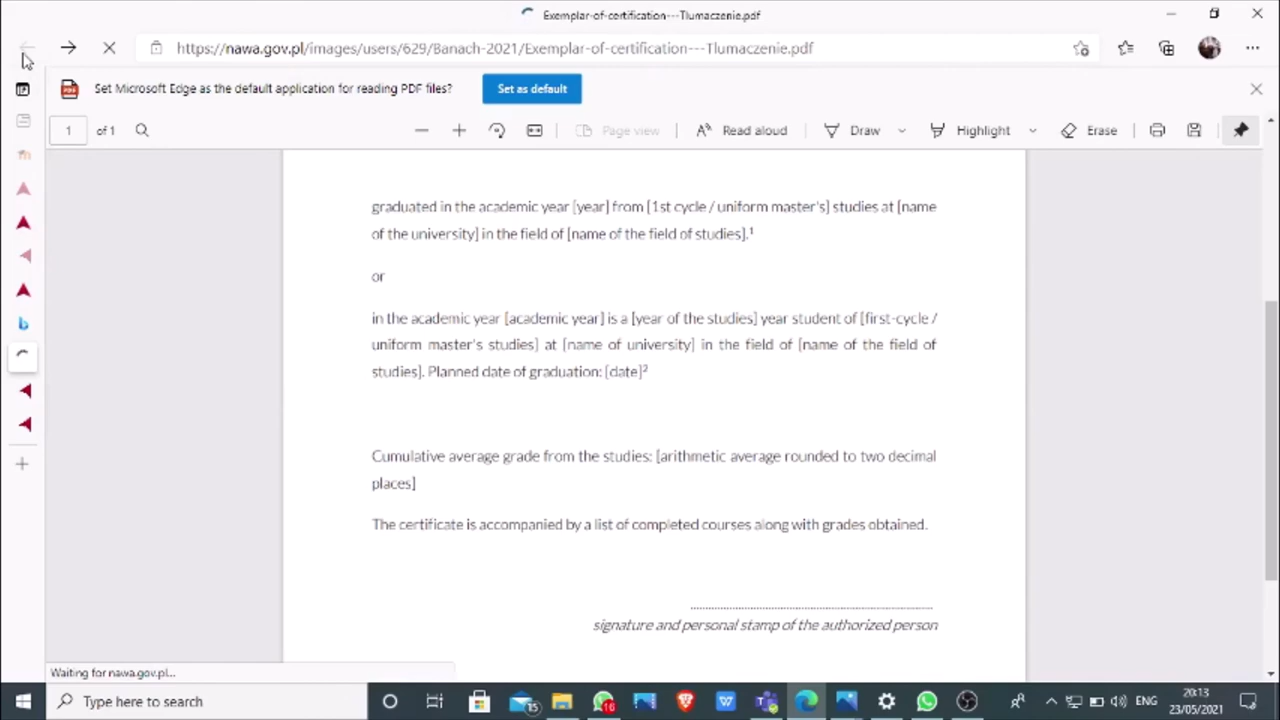 Exemplar-of-certification---Tlumaczenie.pdf
https://nawa.gov.pl/images/users/629/Banach-2021/Exemplar-of-certification---Tlumaczenie.pdf
Set Microsoft Edge as the default application for reading PDF files?
Set as default
1 of 1
Page view
Read aloud
Draw
Highlight
Erase
graduated in the academic year [year] from [1st cycle / uniform master's] studies at [name
of the university] in the field of [name of the field of studies].¹
or
in the academic year [academic year] is a [year of the studies] year student of [first-cycle /
uniform master's studies] at [name of university] in the field of [name of the field of
studies]. Planned date of graduation: [date]²
Cumulative average grade from the studies: [arithmetic average rounded to two decimal
places]
The certificate is accompanied by a list of completed courses along with grades obtained.
signature and personal stamp of the authorized person
Waiting for nawa.gov.pl...
Type here to search
15
16
ENG
20:13
23/05/2021